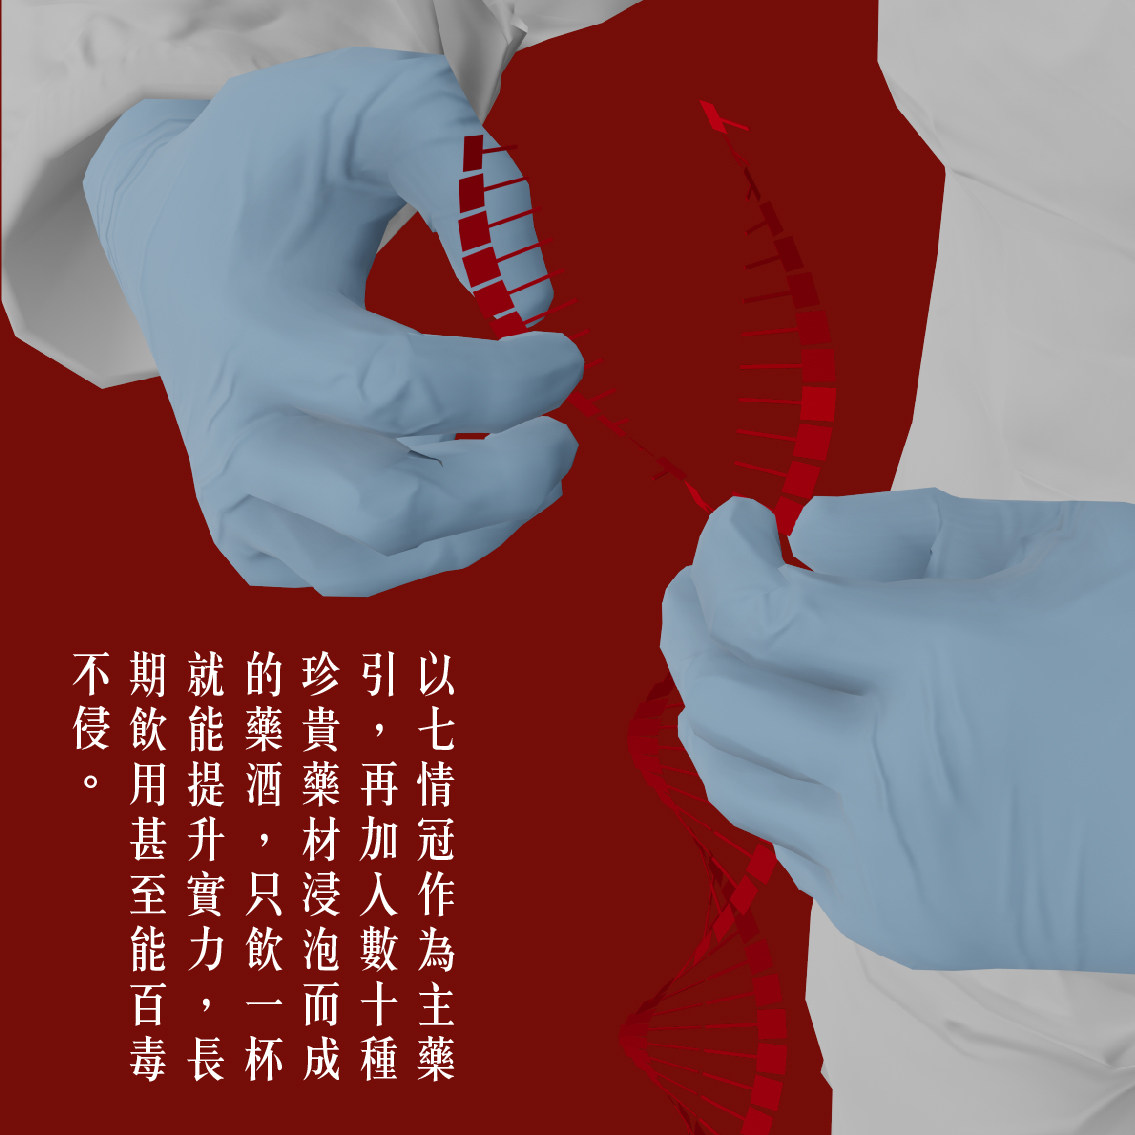 以七情冠作為主藥
引，再加入數十種
珍貴藥材浸泡而成
的藥酒，只飲一杯
就能提升實力，長
期飲用甚至能百毒
不侵。